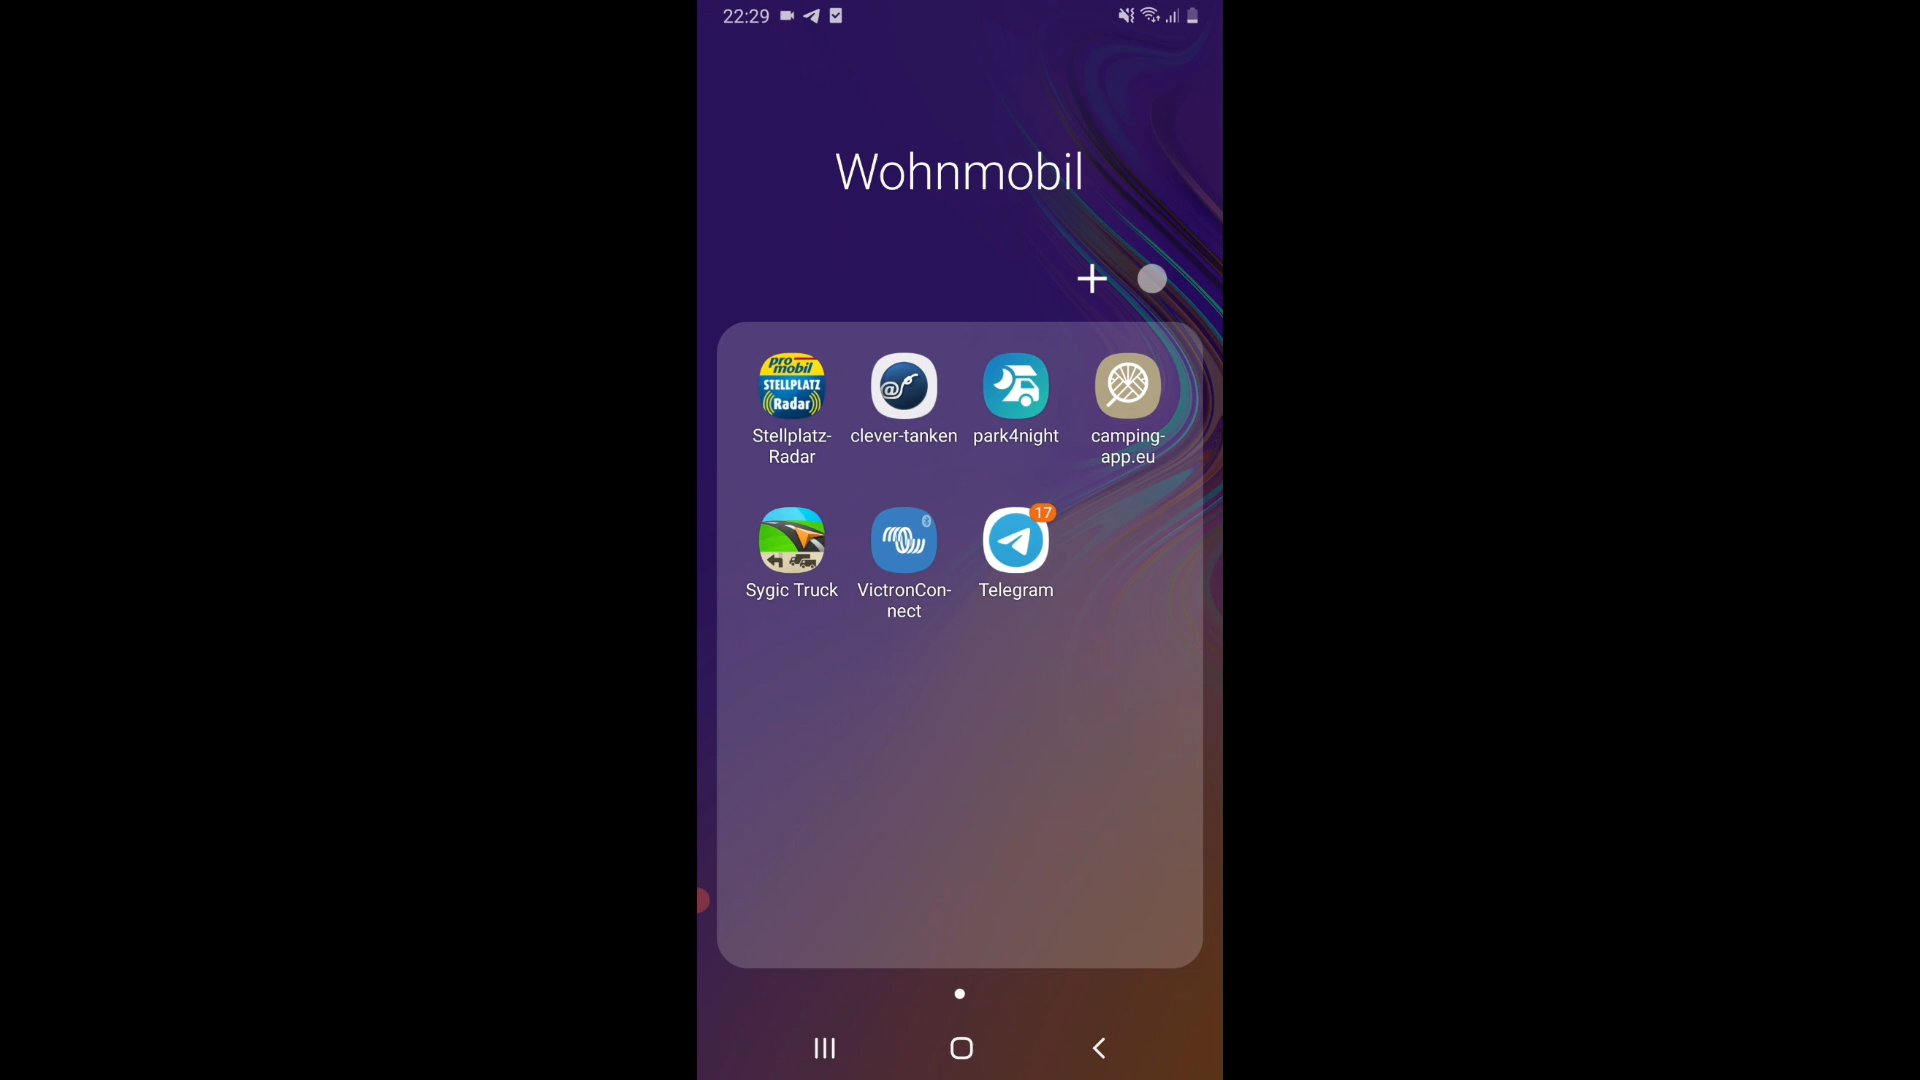 22:29
Wohnmobil
pro
mobil
STELLPLATZ
Radar
Stellplatz-
Radar
clever-tanken
park4night
camping-
app.eu
17
Sygic Truck
VictronCon-
nect
Telegram